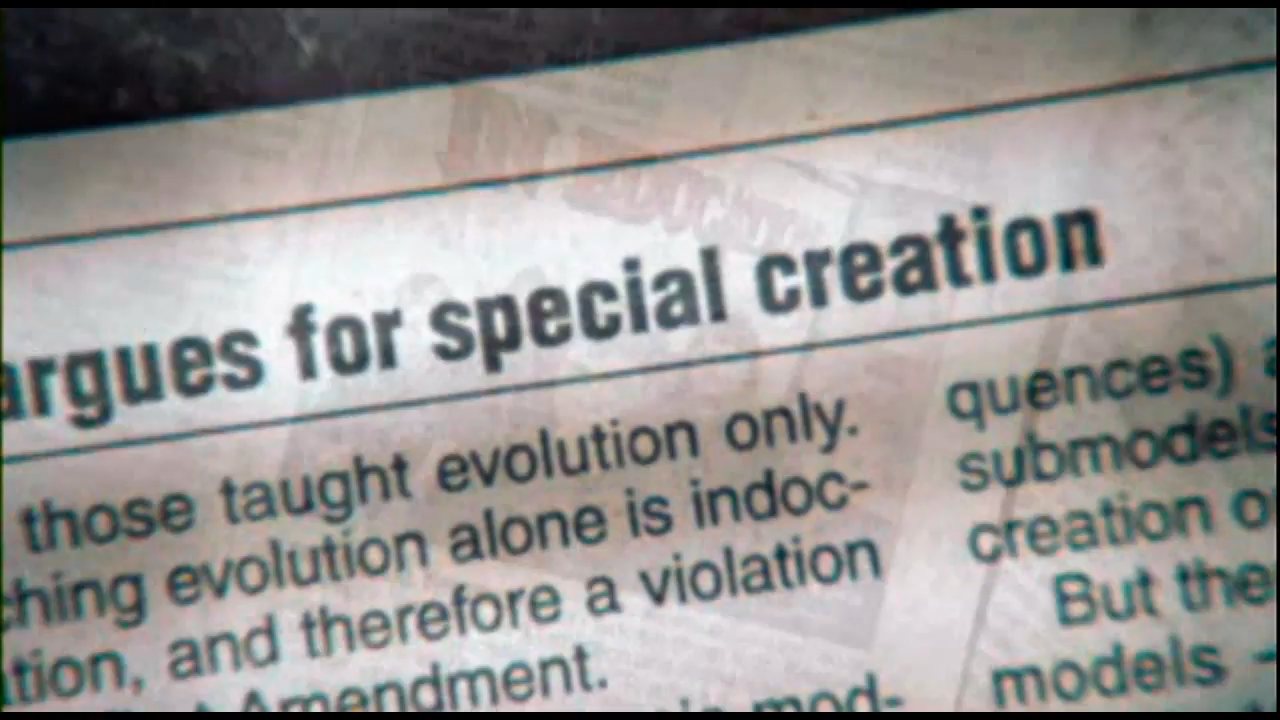 argues for special creation
those taught evolution only.
ching evolution alone is indoc-
tion, and therefore a violation
Amendment.
mod-
quences)
submodels
creation
But the
models -